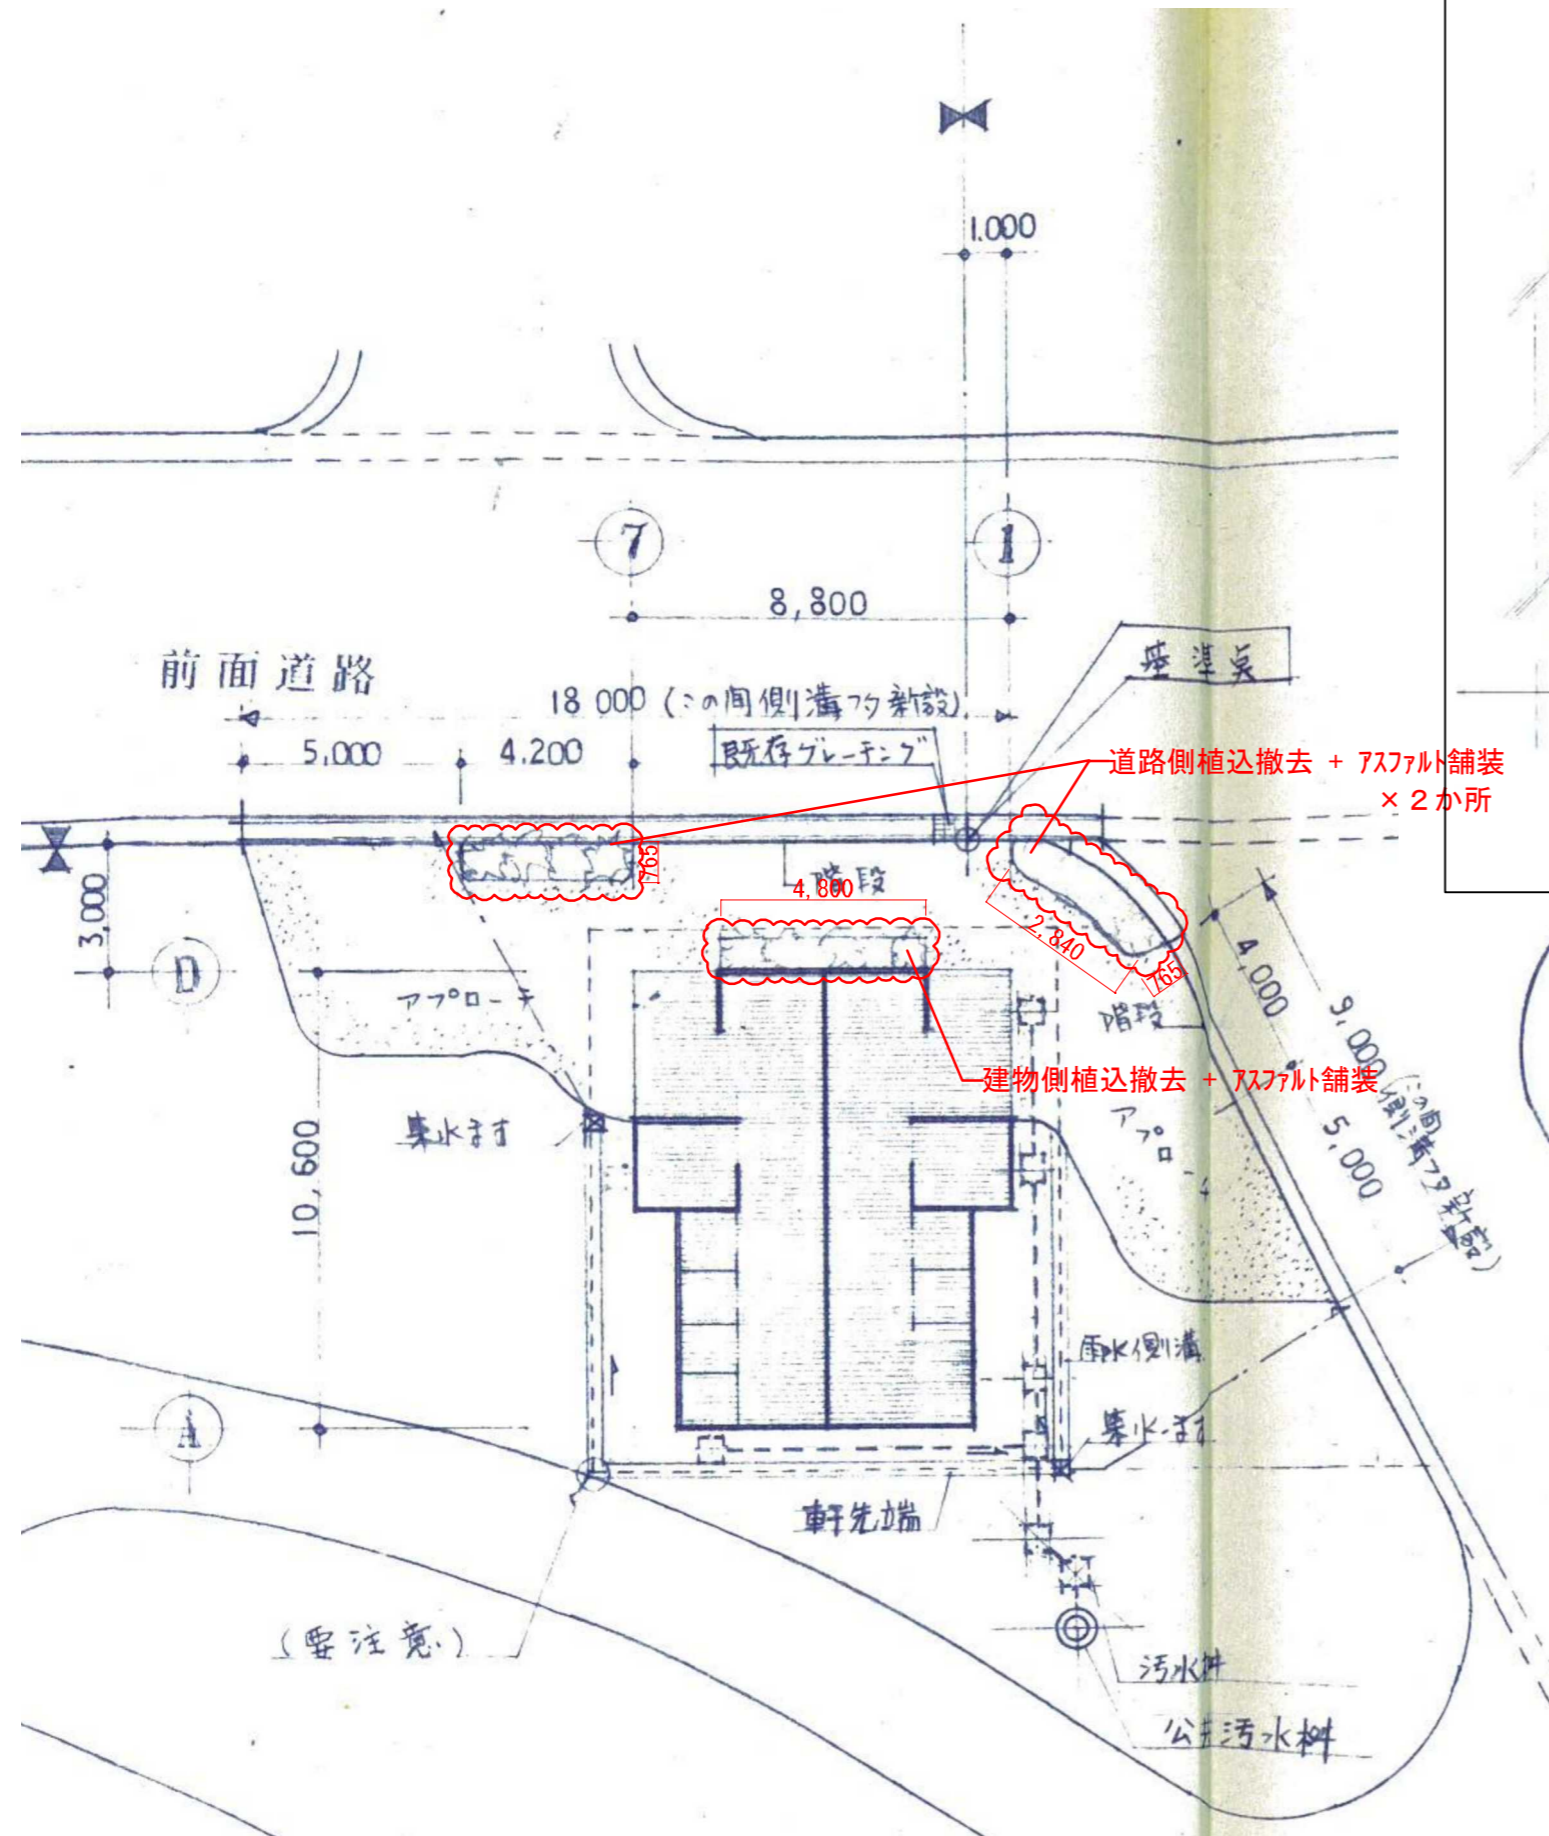 1.000
7
1
8,800
前面道路
基準点
18 000 (この間側溝フタ新設)
5,000
4.200
既存グレーチング
道路側植込撤去 + アスファルト舗装
×2か所
765
階段
4,800
3,000
2,840
765
4,000
9,000 (この間側溝フタ新設)
D
アプローチ
階段
建物側植込撤去 + アスファルト舗装
アプローチ
5,000
集水ます
10,600
雨水側溝
A
集水ます
軒先端
(要注意)
汚水桝
公共汚水桝